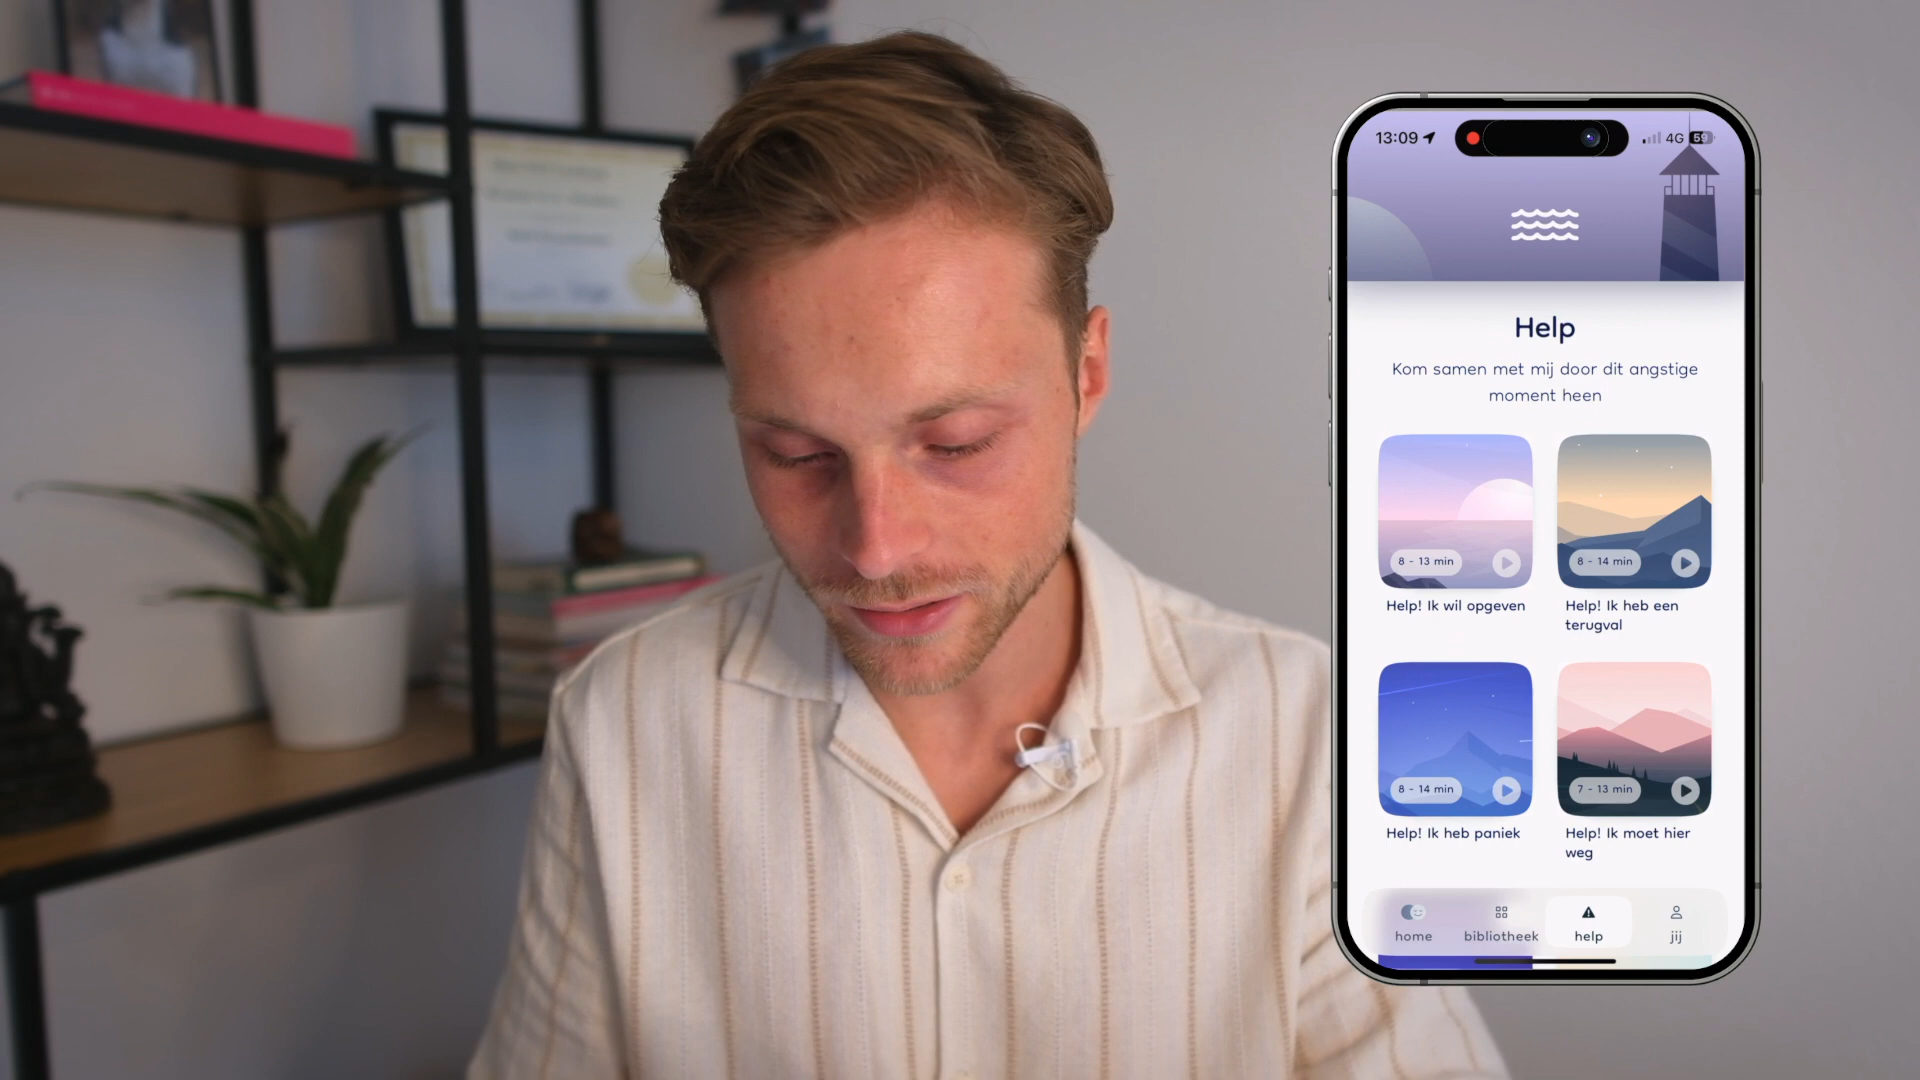 13:09
4G
59
Help
Kom samen met mij door dit angstige
moment heen
8 - 13 min
8 - 14 min
Help! Ik wil opgeven
Help! Ik heb een
terugval
8 - 14 min
7 - 13 min
Help! Ik heb paniek
Help! Ik moet hier
weg
home
bibliotheek
help
jij